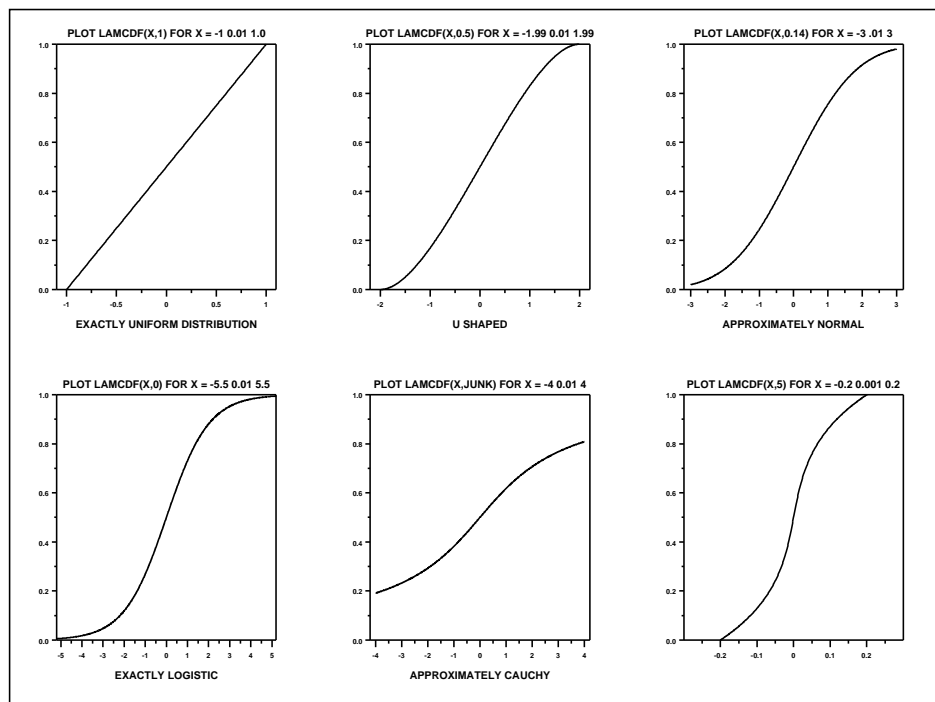 PLOT LAMCDF(X,1) FOR X = -1 0.01 1.0
1.0
0.8
0.6
0.4
0.2
0.0
-1 -0.5 0 0.5 1
EXACTLY UNIFORM DISTRIBUTION
PLOT LAMCDF(X,0.5) FOR X = -1.99 0.01 1.99
1.0
0.8
0.6
0.4
0.2
0.0
-2 -1 0 1 2
U SHAPED
PLOT LAMCDF(X,0.14) FOR X = -3 .01 3
1.0
0.8
0.6
0.4
0.2
0.0
-3 -2 -1 0 1 2 3
APPROXIMATELY NORMAL
PLOT LAMCDF(X,0) FOR X = -5.5 0.01 5.5
1.0
0.8
0.6
0.4
0.2
0.0
-5 -4 -3 -2 -1 0 1 2 3 4 5
EXACTLY LOGISTIC
PLOT LAMCDF(X,JUNK) FOR X = -4 0.01 4
1.0
0.8
0.6
0.4
0.2
0.0
-4 -3 -2 -1 0 1 2 3 4
APPROXIMATELY CAUCHY
PLOT LAMCDF(X,5) FOR X = -0.2 0.001 0.2
1.0
0.8
0.6
0.4
0.2
0.0
-0.2 -0.1 0 0.1 0.2